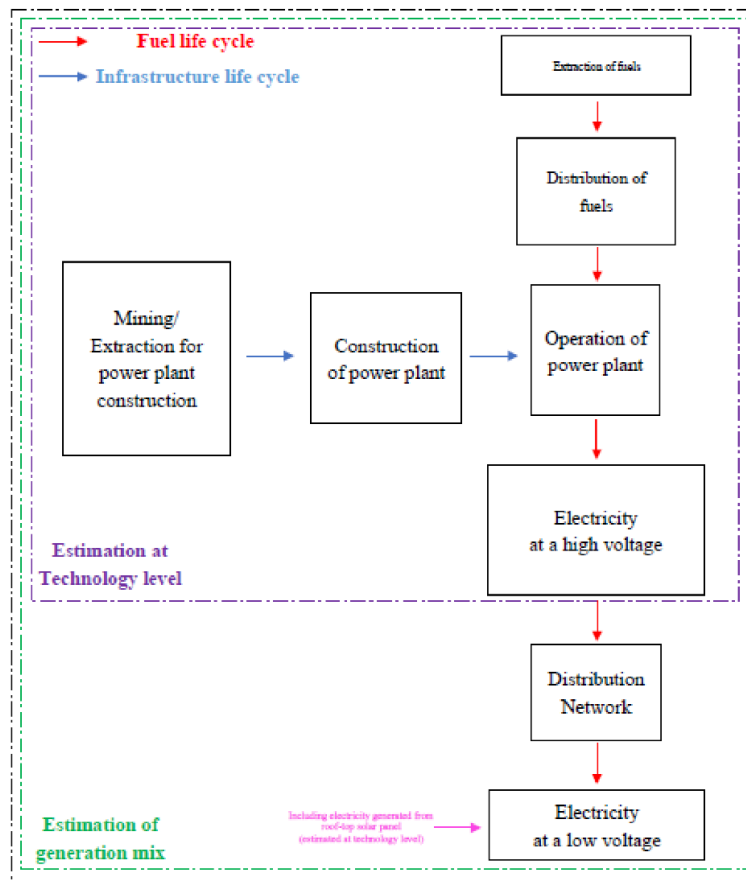 Fuel life cycle
Infrastructure life cycle
Extraction of fuels
Distribution of
fuels
Mining/
Extraction for
power plant
construction
Construction
of power plant
Operation of
power plant
Electricity
at a high voltage
Estimation at
Technology level
Distribution
Network
Including electricity generated from
roof-top solar panel
(estimated at technology level)
Electricity
at a low voltage
Estimation of
generation mix